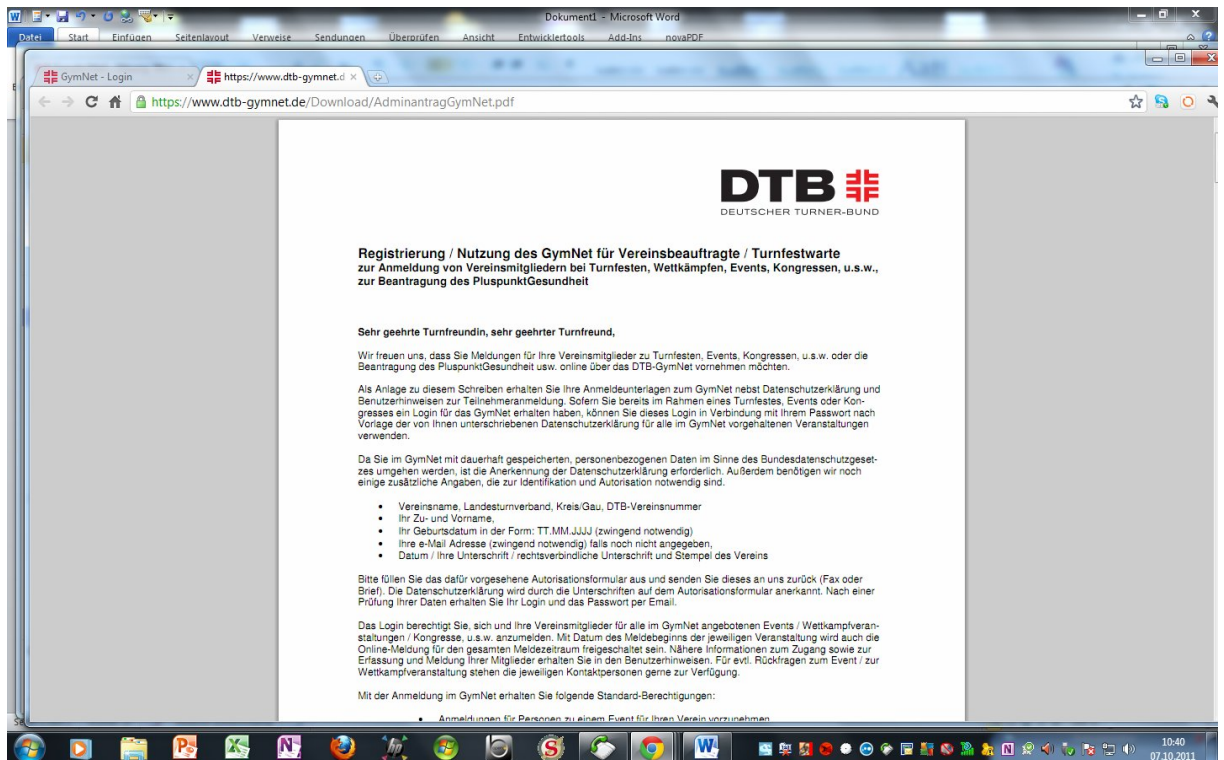 Dokument1 - Microsoft Word
Datei Start Einfügen Seitenlayout Verweise Sendungen Überprüfen Ansicht Entwicklertools Add-Ins novaPDF
GymNet - Login https://www.dtb-gymnet.d
https://www.dtb-gymnet.de/Download/AdminantragGymNet.pdf
DTB
DEUTSCHER TURNER-BUND
Registrierung / Nutzung des GymNet für Vereinsbeauftragte / Turnfestwarte
zur Anmeldung von Vereinsmitgliedern bei Turnfesten, Wettkämpfen, Events, Kongressen, u.s.w.,
zur Beantragung des PluspunktGesundheit
Sehr geehrte Turnfreundin, sehr geehrter Turnfreund,
Wir freuen uns, dass Sie Meldungen für Ihre Vereinsmitglieder zu Turnfesten, Events, Kongressen, u.s.w. oder die
Beantragung des PluspunktGesundheit usw. online über das DTB-GymNet vornehmen möchten.
Als Anlage zu diesem Schreiben erhalten Sie Ihre Anmeldeunterlagen zum GymNet nebst Datenschutzerklärung und
Benutzerhinweisen zur Teilnehmeranmeldung. Sofern Sie bereits im Rahmen eines Turnfestes, Events oder Kon-
gresses ein Login für das GymNet erhalten haben, können Sie dieses Login in Verbindung mit Ihrem Passwort nach
Vorlage der von Ihnen unterschriebenen Datenschutzerklärung für alle im GymNet vorgehaltenen Veranstaltungen
verwenden.
Da Sie im GymNet mit dauerhaft gespeicherten, personenbezogenen Daten im Sinne des Bundesdatenschutzgeset-
zes umgehen werden, ist die Anerkennung der Datenschutzerklärung erforderlich. Außerdem benötigen wir noch
einige zusätzliche Angaben, die zur Identifikation und Autorisation notwendig sind.
• Vereinsname, Landesturnverband, Kreis/Gau, DTB-Vereinsnummer
• Ihr Zu- und Vorname,
• Ihr Geburtsdatum in der Form: TT.MM.JJJJ (zwingend notwendig)
• Ihre e-Mail Adresse (zwingend notwendig) falls noch nicht angegeben,
• Datum / Ihre Unterschrift / rechtsverbindliche Unterschrift und Stempel des Vereins
Bitte füllen Sie das dafür vorgesehene Autorisationsformular aus und senden Sie dieses an uns zurück (Fax oder
Brief). Die Datenschutzerklärung wird durch die Unterschriften auf dem Autorisationsformular anerkannt. Nach einer
Prüfung Ihrer Daten erhalten Sie Ihr Login und das Passwort per Email.
Das Login berechtigt Sie, sich und Ihre Vereinsmitglieder für alle im GymNet angebotenen Events / Wettkampfveran-
staltungen / Kongresse, u.s.w. anzumelden. Mit Datum des Meldebeginns der jeweiligen Veranstaltung wird auch die
Online-Meldung für den gesamten Meldezeitraum freigeschaltet sein. Nähere Informationen zum Zugang sowie zur
Erfassung und Meldung Ihrer Mitglieder erhalten Sie in den Benutzerhinweisen. Für evtl. Rückfragen zum Event / zur
Wettkampfveranstaltung stehen die jeweiligen Kontaktpersonen gerne zur Verfügung.
Mit der Anmeldung im GymNet erhalten Sie folgende Standard-Berechtigungen:
• Anmeldungen für Personen zu einem Event für Ihren Verein vorzunehmen
10:40
07.10.2011